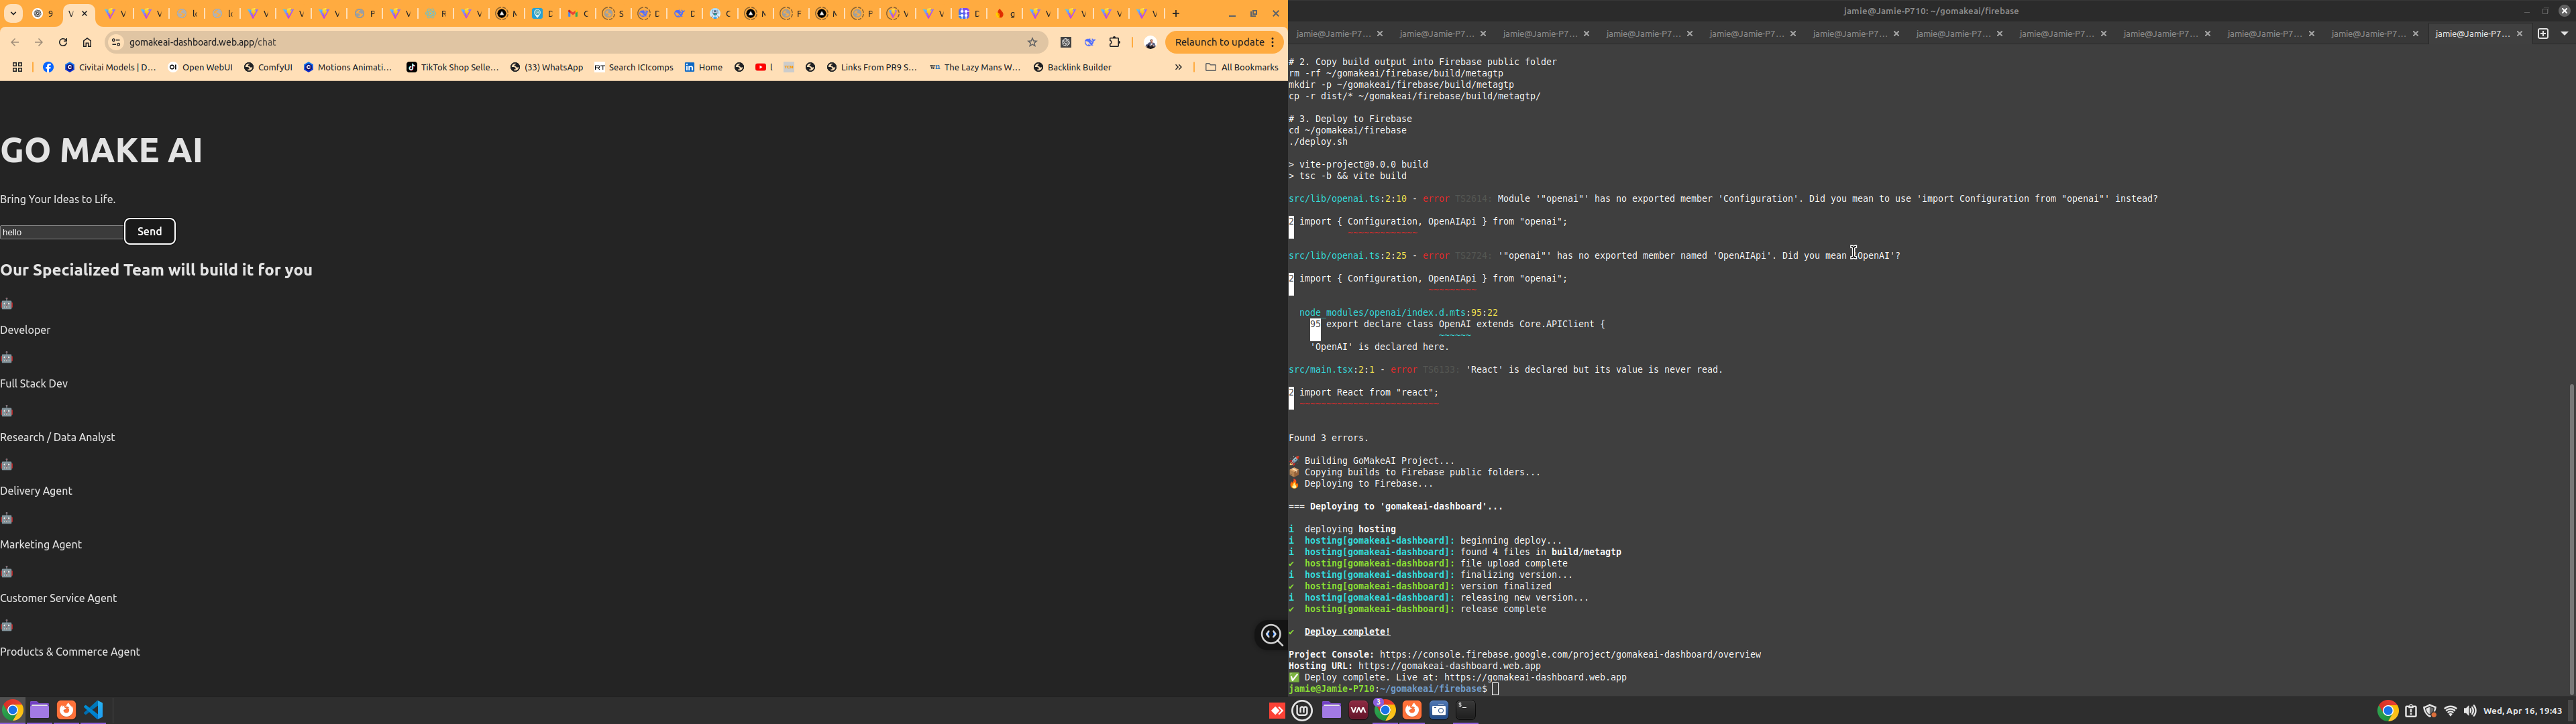 9
gomakeai-dashboard.web.app/chat
Relaunch to update
Civitai Models | D...
Open WebUI
ComfyUI
Motions Animati...
TikTok Shop Selle...
(33) WhatsApp
RT Search ICIcomps
Home
Links From PR9 S...
The Lazy Mans W...
Backlink Builder
»
All Bookmarks
GO MAKE AI
Bring Your Ideas to Life.
hello
Send
Our Specialized Team will build it for you
🤖
Developer
🤖
Full Stack Dev
🤖
Research / Data Analyst
🤖
Delivery Agent
🤖
Marketing Agent
🤖
Customer Service Agent
🤖
Products & Commerce Agent
jamie@Jamie-P710: ~/gomakeai/firebase
jamie@Jamie-P7... jamie@Jamie-P7... jamie@Jamie-P7... jamie@Jamie-P7... jamie@Jamie-P7... jamie@Jamie-P7... jamie@Jamie-P7... jamie@Jamie-P7... jamie@Jamie-P7... jamie@Jamie-P7... jamie@Jamie-P7... jamie@Jamie-P7...
# 2. Copy build output into Firebase public folder
rm -rf ~/gomakeai/firebase/build/metagtp
mkdir -p ~/gomakeai/firebase/build/metagtp
cp -r dist/* ~/gomakeai/firebase/build/metagtp/
# 3. Deploy to Firebase
cd ~/gomakeai/firebase
./deploy.sh
> vite-project@0.0.0 build
> tsc -b && vite build
src/lib/openai.ts:2:10 - error TS2614: Module '"openai"' has no exported member 'Configuration'. Did you mean to use 'import Configuration from "openai"' instead?
2 import { Configuration, OpenAIApi } from "openai";
~~~~~~~~~~~~~
src/lib/openai.ts:2:25 - error TS2724: '"openai"' has no exported member named 'OpenAIApi'. Did you mean 'OpenAI'?
2 import { Configuration, OpenAIApi } from "openai";
~~~~~~~~~
node_modules/openai/index.d.mts:95:22
95 export declare class OpenAI extends Core.APIClient {
~~~~~~
'OpenAI' is declared here.
src/main.tsx:2:1 - error TS6133: 'React' is declared but its value is never read.
2 import React from "react";
~~~~~~~~~~~~~~~~~~~~~~~~~~
Found 3 errors.
🚀 Building GoMakeAI Project...
📦 Copying builds to Firebase public folders...
🔥 Deploying to Firebase...
=== Deploying to 'gomakeai-dashboard'...
i deploying hosting
i hosting[gomakeai-dashboard]: beginning deploy...
i hosting[gomakeai-dashboard]: found 4 files in build/metagtp
✔ hosting[gomakeai-dashboard]: file upload complete
i hosting[gomakeai-dashboard]: finalizing version...
✔ hosting[gomakeai-dashboard]: version finalized
i hosting[gomakeai-dashboard]: releasing new version...
✔ hosting[gomakeai-dashboard]: release complete
✔ Deploy complete!
Project Console: https://console.firebase.google.com/project/gomakeai-dashboard/overview
Hosting URL: https://gomakeai-dashboard.web.app
✅ Deploy complete. Live at: https://gomakeai-dashboard.web.app
jamie@Jamie-P710:~/gomakeai/firebase$
Wed, Apr 16, 19:43